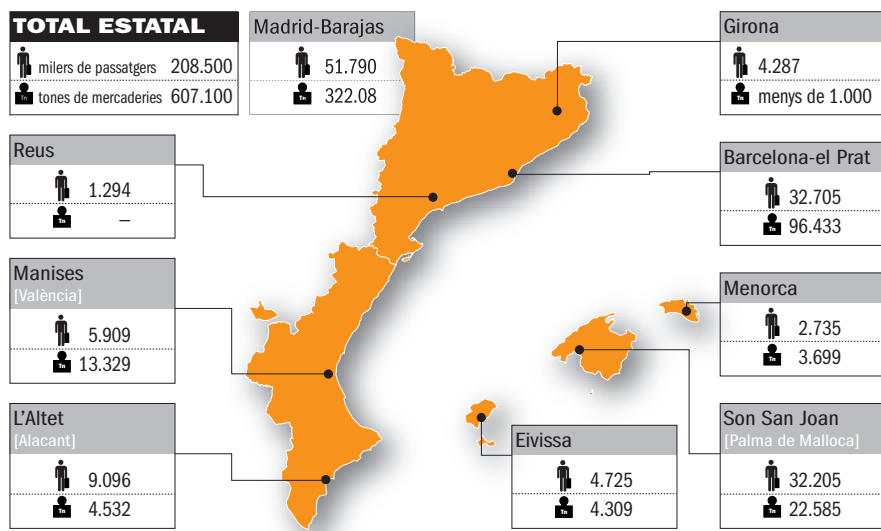 TOTAL ESTATAL
milers de passatgers 208.500
Tn tones de mercaderies 607.100
Madrid-Barajas
51.790
Tn 322.08
Girona
4.287
Tn menys de 1.000
Reus
1.294
Tn –
Barcelona-el Prat
32.705
Tn 96.433
Manises
[València]
5.909
Tn 13.329
Menorca
2.735
Tn 3.699
L'Altet
[Alacant]
9.096
Tn 4.532
Eivissa
4.725
Tn 4.309
Son San Joan
[Palma de Malloca]
32.205
Tn 22.585